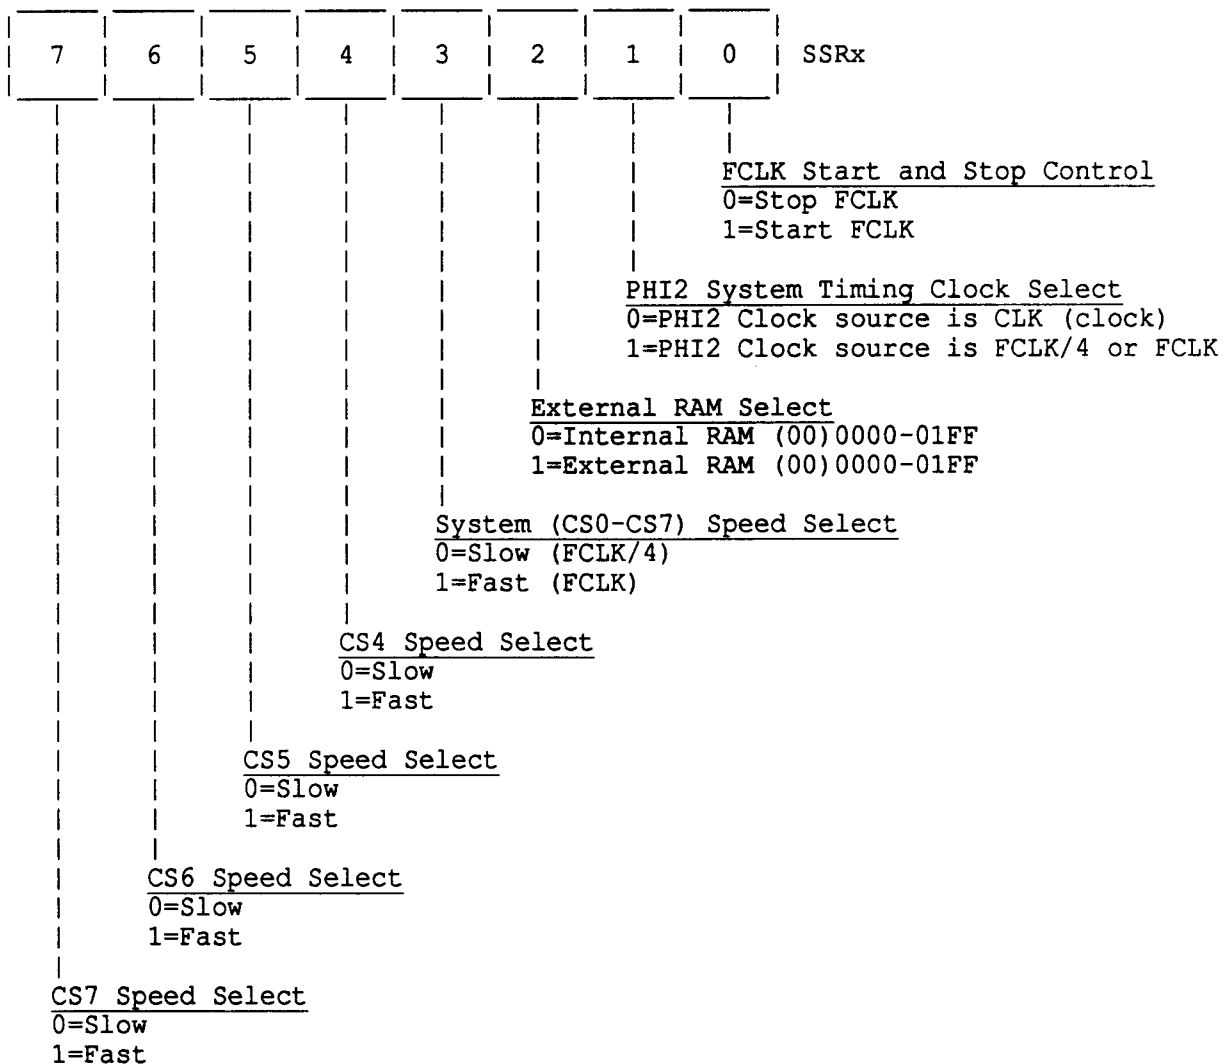 7 6 5 4 3 2 1 0 SSRx
FCLK Start and Stop Control
0=Stop FCLK
1=Start FCLK
PHI2 System Timing Clock Select
0=PHI2 Clock source is CLK (clock)
1=PHI2 Clock source is FCLK/4 or FCLK
External RAM Select
0=Internal RAM (00)0000-01FF
1=External RAM (00)0000-01FF
System (CS0-CS7) Speed Select
0=Slow (FCLK/4)
1=Fast (FCLK)
CS4 Speed Select
0=Slow
1=Fast
CS5 Speed Select
0=Slow
1=Fast
CS6 Speed Select
0=Slow
1=Fast
CS7 Speed Select
0=Slow
1=Fast